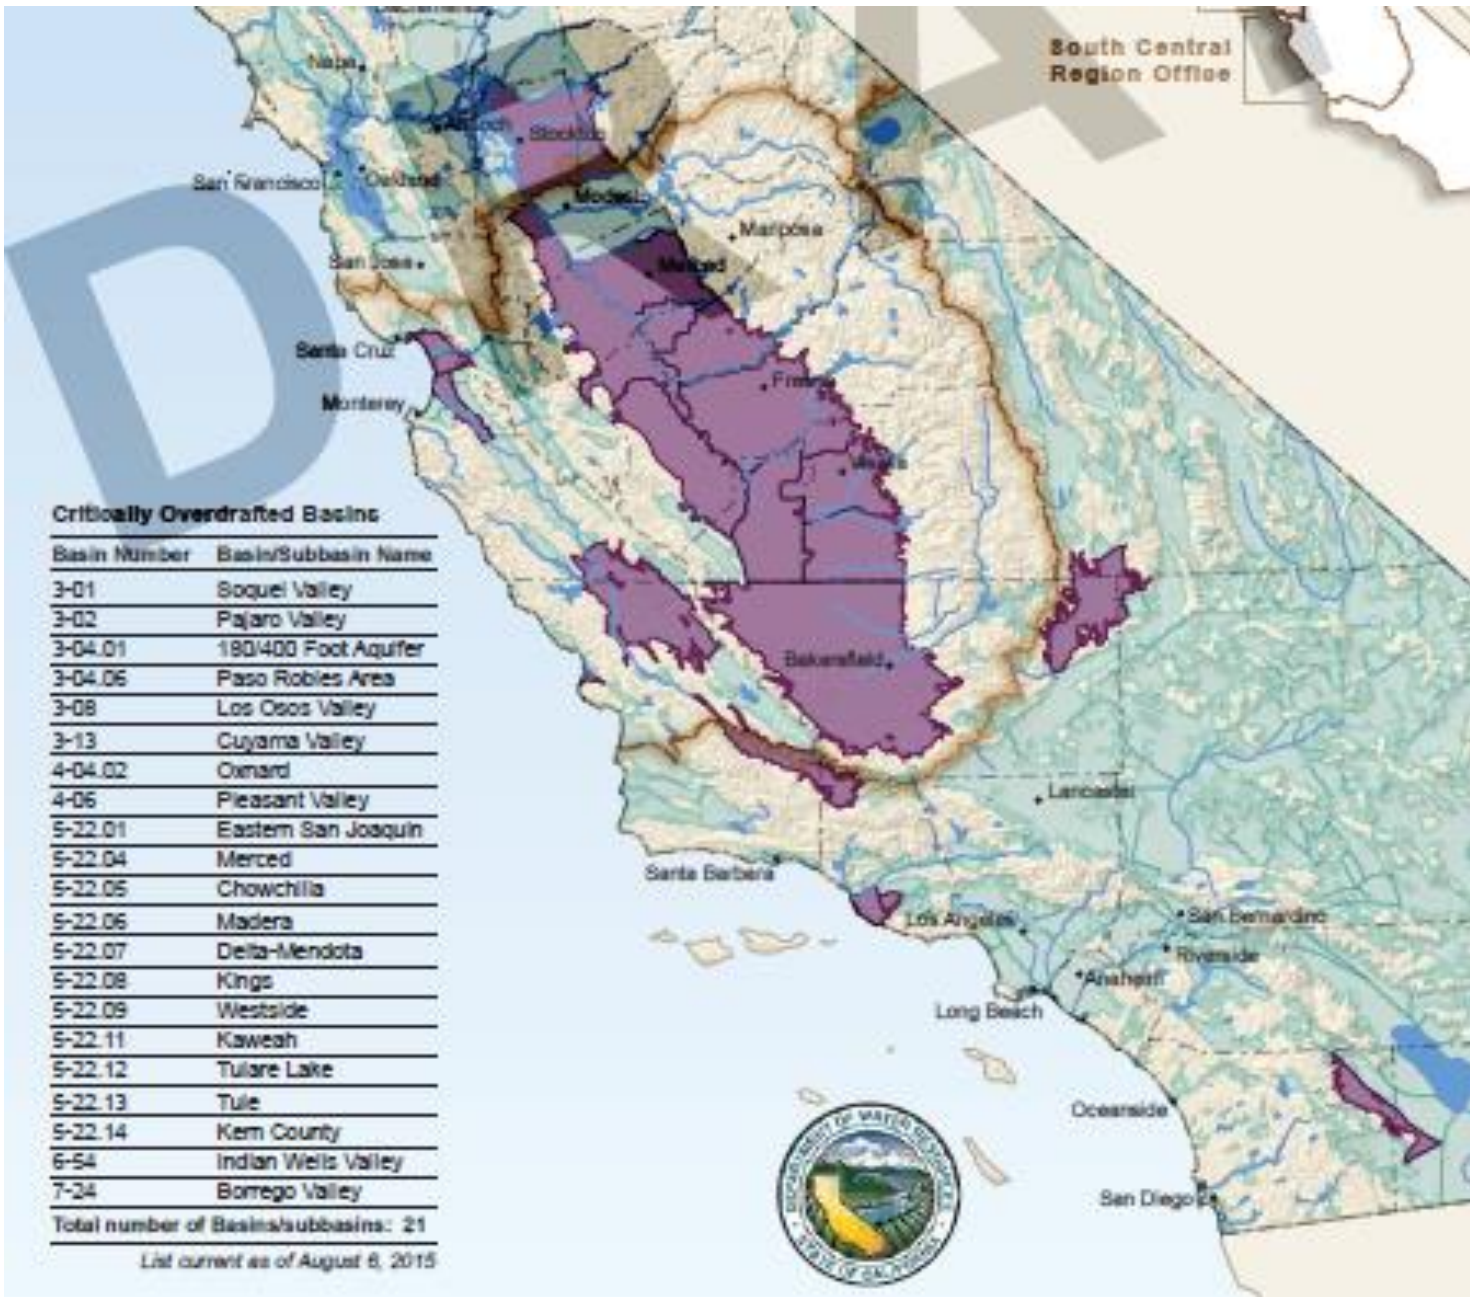 South Central
Region Office
Napa
Stockton
San Francisco
Oakland
Modesto
Mariposa
San Jose
Merced
Santa Cruz
Fresno
Monterey
Visalia
Critically Overdrafted Basins
Basin Number Basin/Subbasin Name
3-01 Soquel Valley
3-02 Pajaro Valley
3-04.01 180/400 Foot Aquifer
3-04.06 Paso Robles Area
3-08 Los Osos Valley
3-13 Cuyama Valley
4-04.02 Oxnard
4-06 Pleasant Valley
5-22.01 Eastern San Joaquin
5-22.04 Merced
5-22.05 Chowchilla
5-22.06 Madera
5-22.07 Delta-Mendota
5-22.08 Kings
5-22.09 Westside
5-22.11 Kaweah
5-22.12 Tulare Lake
5-22.13 Tule
5-22.14 Kern County
6-54 Indian Wells Valley
7-24 Borrego Valley
Total number of Basins/subbasins: 21
List current as of August 6, 2015
Bakersfield
Lancaster
Santa Barbara
Los Angeles
San Bernardino
Riverside
Anaheim
Long Beach
Oceanside
San Diego
DEPARTMENT OF WATER RESOURCES
STATE OF CALIFORNIA